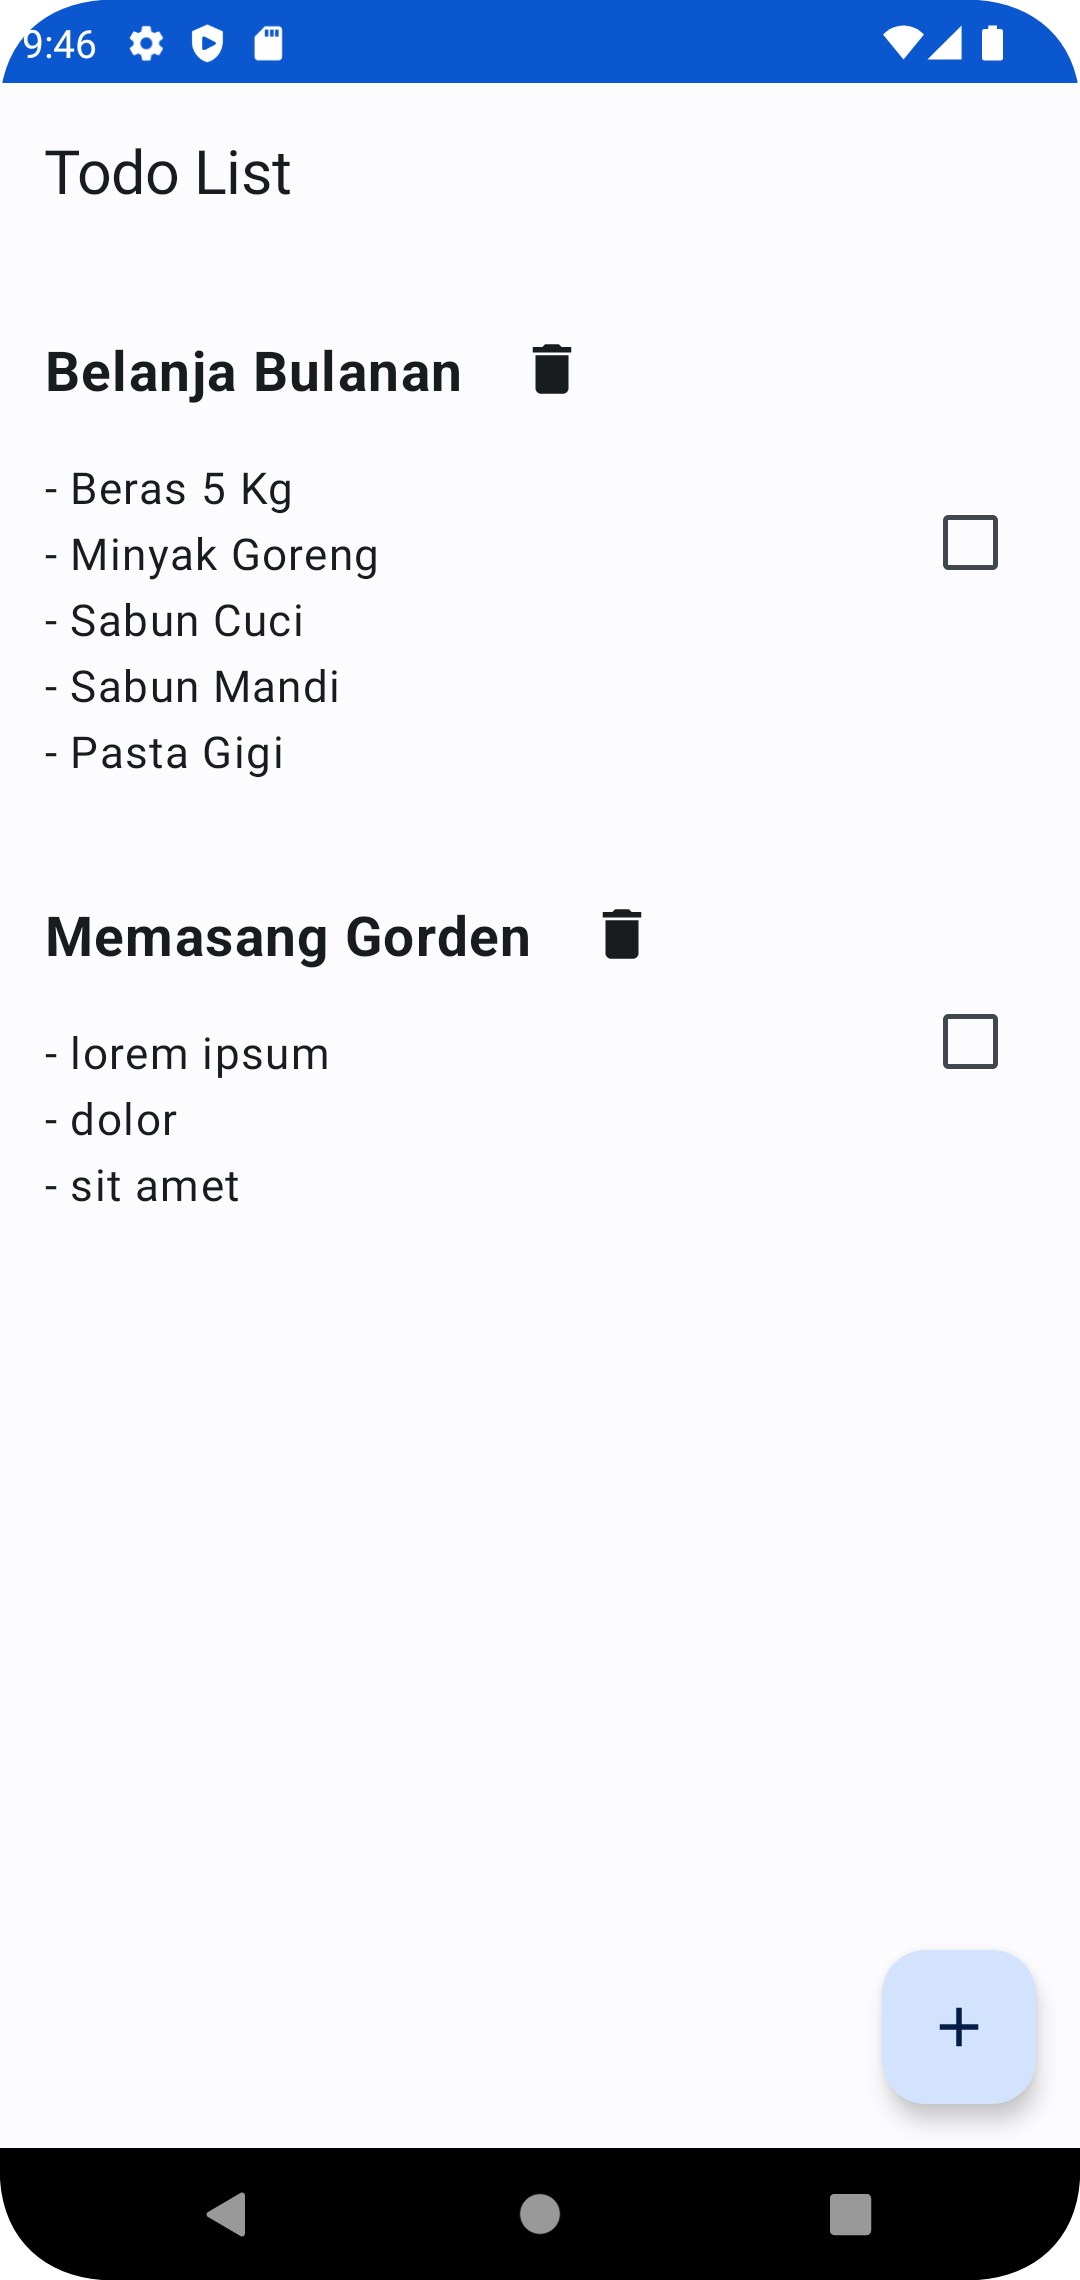 9:46
Todo List
Belanja Bulanan
- Beras 5 Kg
- Minyak Goreng
- Sabun Cuci
- Sabun Mandi
- Pasta Gigi
Memasang Gorden
- lorem ipsum
- dolor
- sit amet